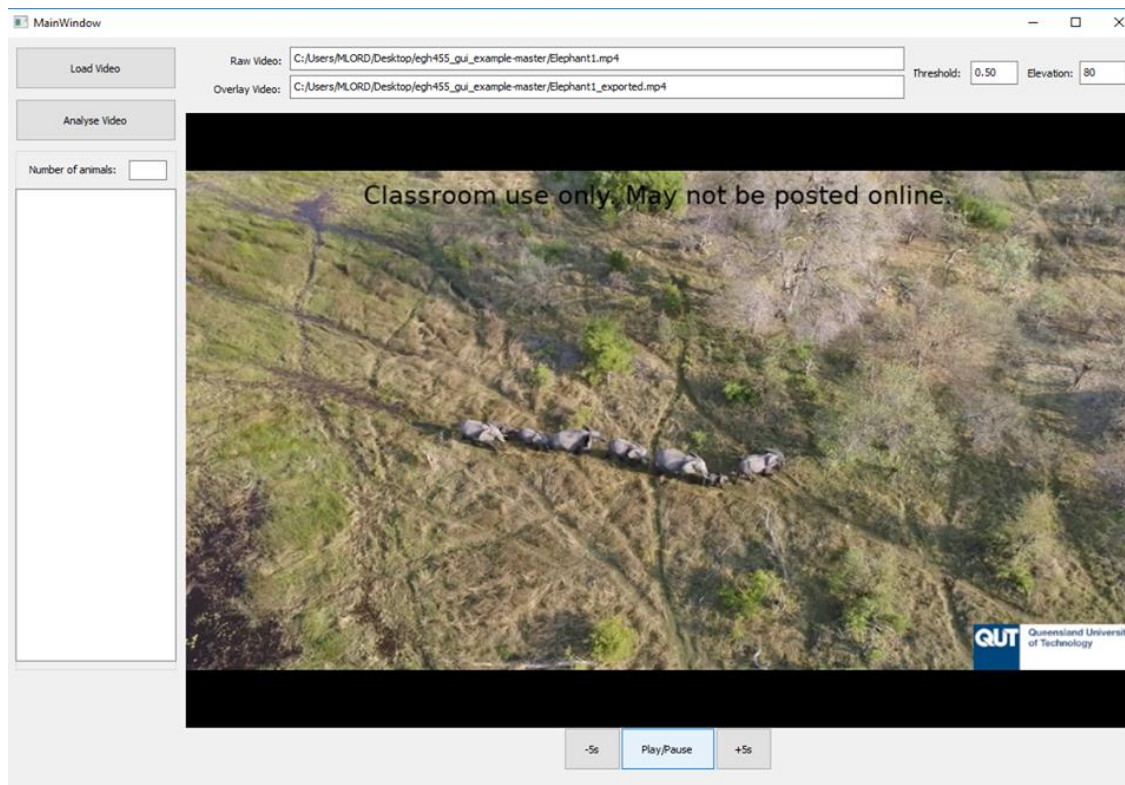 MainWindow
Load Video
Raw Video: C:/Users/MLORD/Desktop/egh455_gui_example-master/Elephant1.mp4
Threshold: 0.50 Elevation: 80
Overlay Video: C:/Users/MLORD/Desktop/egh455_gui_example-master/Elephant1_exported.mp4
Analyse Video
Number of animals:
Classroom use only. May not be posted online.
QUT Queensland Universit
of Technology
-5s Play/Pause +5s